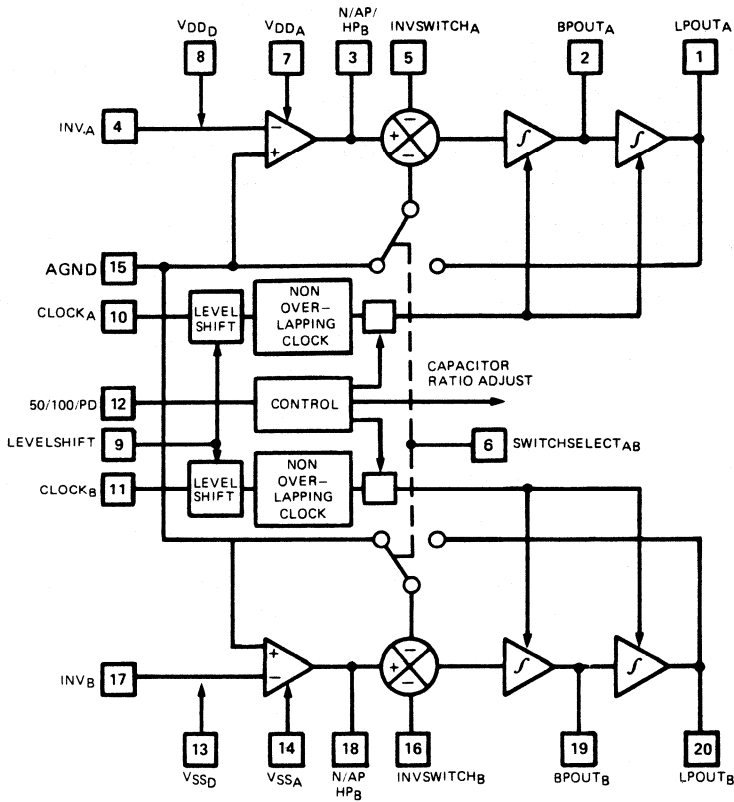 VDDD
VDDA
N/AP/
HPB
INVSWITCHA
BPOUTA
LPOUTA
8
7
3
5
2
1
INV.A
4
−
+
−
+
−
∫
∫
AGND
15
CLOCKA
10
LEVEL
SHIFT
NON
OVER–
LAPPING
CLOCK
CAPACITOR
RATIO ADJUST
50/100/PD
12
CONTROL
LEVELSHIFT
9
6
SWITCHSELECTAB
CLOCKB
11
LEVEL
SHIFT
NON
OVER–
LAPPING
CLOCK
INVB
17
+
−
−
+
−
∫
∫
13
14
18
16
19
20
VSSD
VSSA
N/AP
HPB
INVSWITCHB
BPOUTB
LPOUTB